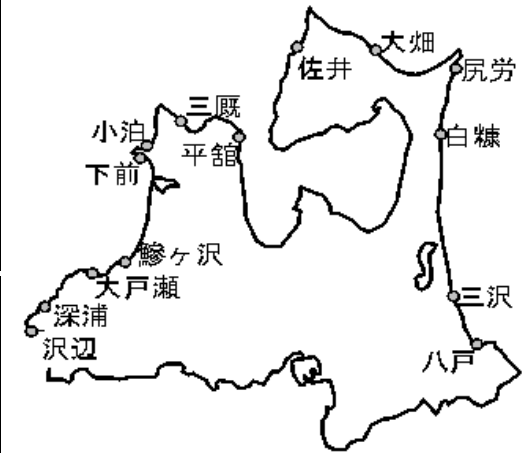 大畑
佐井
尻労
三厩
小泊
平舘
白糠
下前
鰺ヶ沢
大戸瀬
三沢
深浦
沢辺
八戸